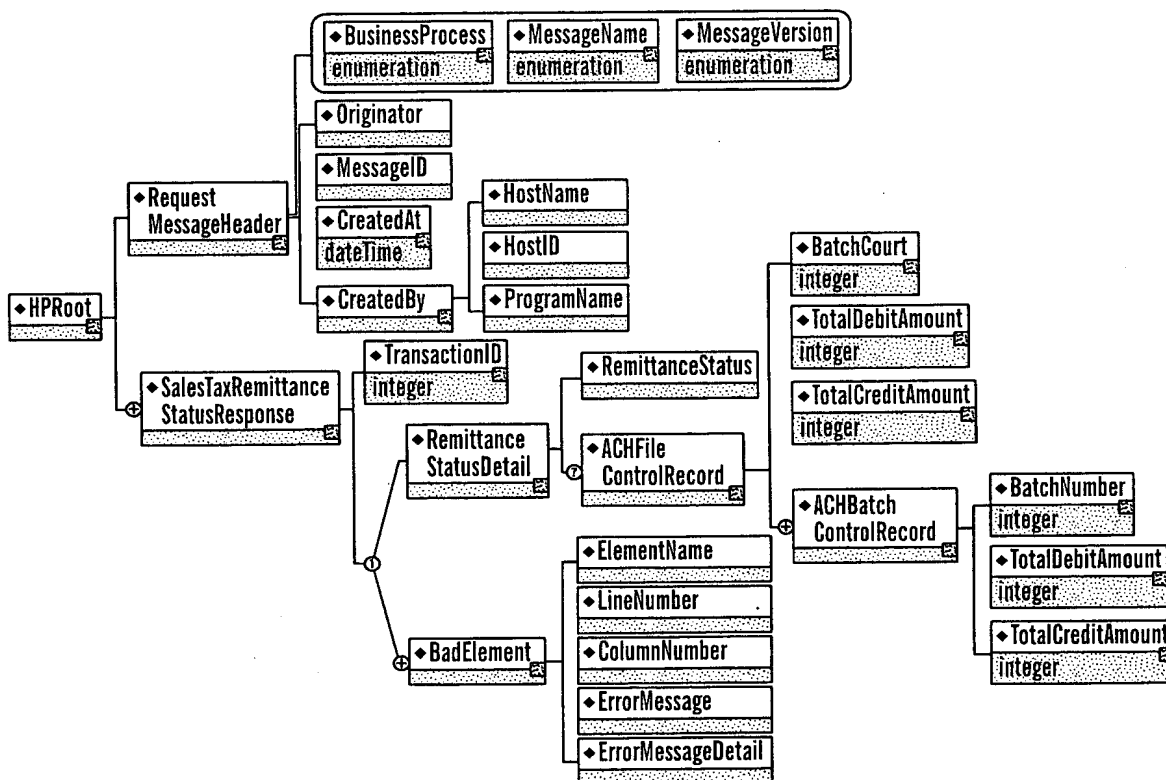 BusinessProcess
enumeration
MessageName
enumeration
MessageVersion
enumeration
Originator
MessageID
CreatedAt
dateTime
CreatedBy
HostName
HostID
ProgramName
Request
MessageHeader
HPRoot
SalesTaxRemittance
StatusResponse
TransactionID
integer
Remittance
StatusDetail
RemittanceStatus
ACHFile
ControlRecord
?
BatchCourt
integer
TotalDebitAmount
integer
TotalCreditAmount
integer
ACHBatch
ControlRecord
BatchNumber
integer
TotalDebitAmount
integer
TotalCreditAmount
integer
BadElement
ElementName
LineNumber
ColumnNumber
ErrorMessage
ErrorMessageDetail